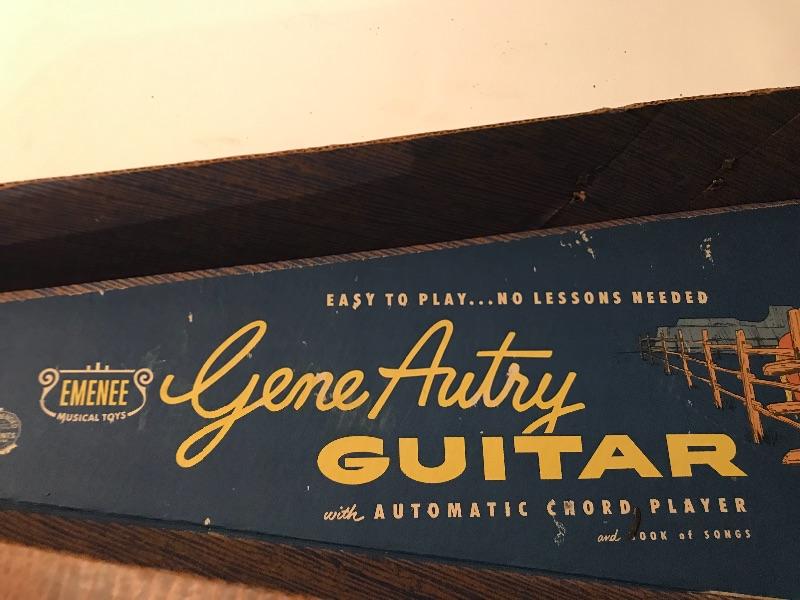 EASY TO PLAY...NO LESSONS NEEDED
EMENEE
MUSICAL TOYS
Gene Autry
GUITAR
with AUTOMATIC CHORD PLAYER
and BOOK of SONGS